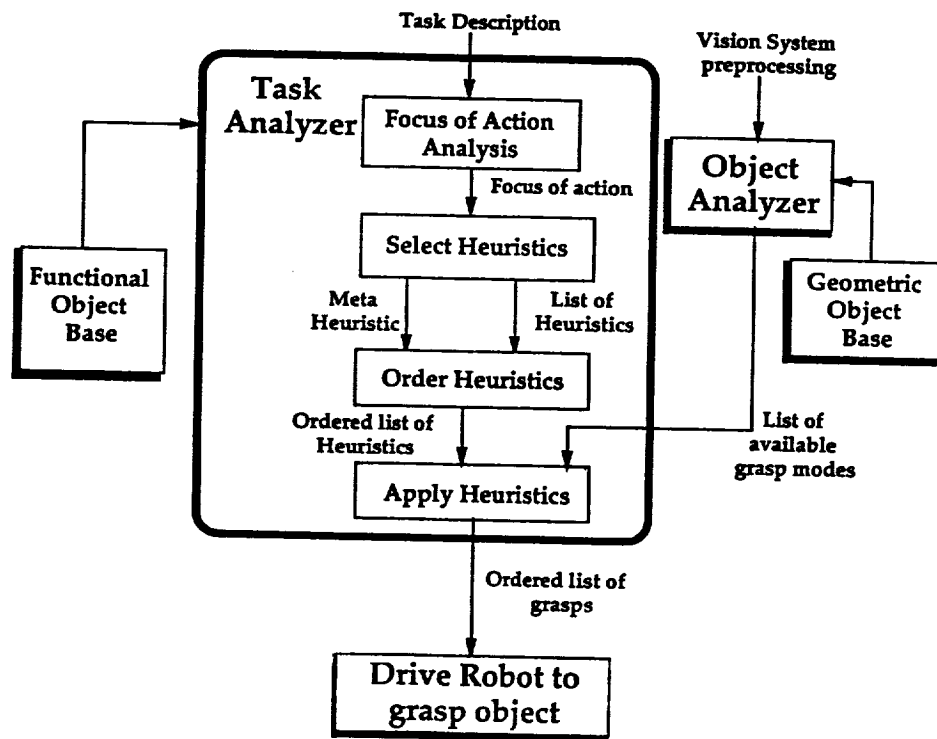 Task Description
Vision System
preprocessing
Task
Analyzer
Focus of Action
Analysis
Object
Analyzer
Focus of action
Select Heuristics
Functional
Object
Base
Geometric
Object
Base
Meta
Heuristic
List of
Heuristics
Order Heuristics
Ordered list of
Heuristics
List of
available
grasp modes
Apply Heuristics
Ordered list of
grasps
Drive Robot to
grasp object